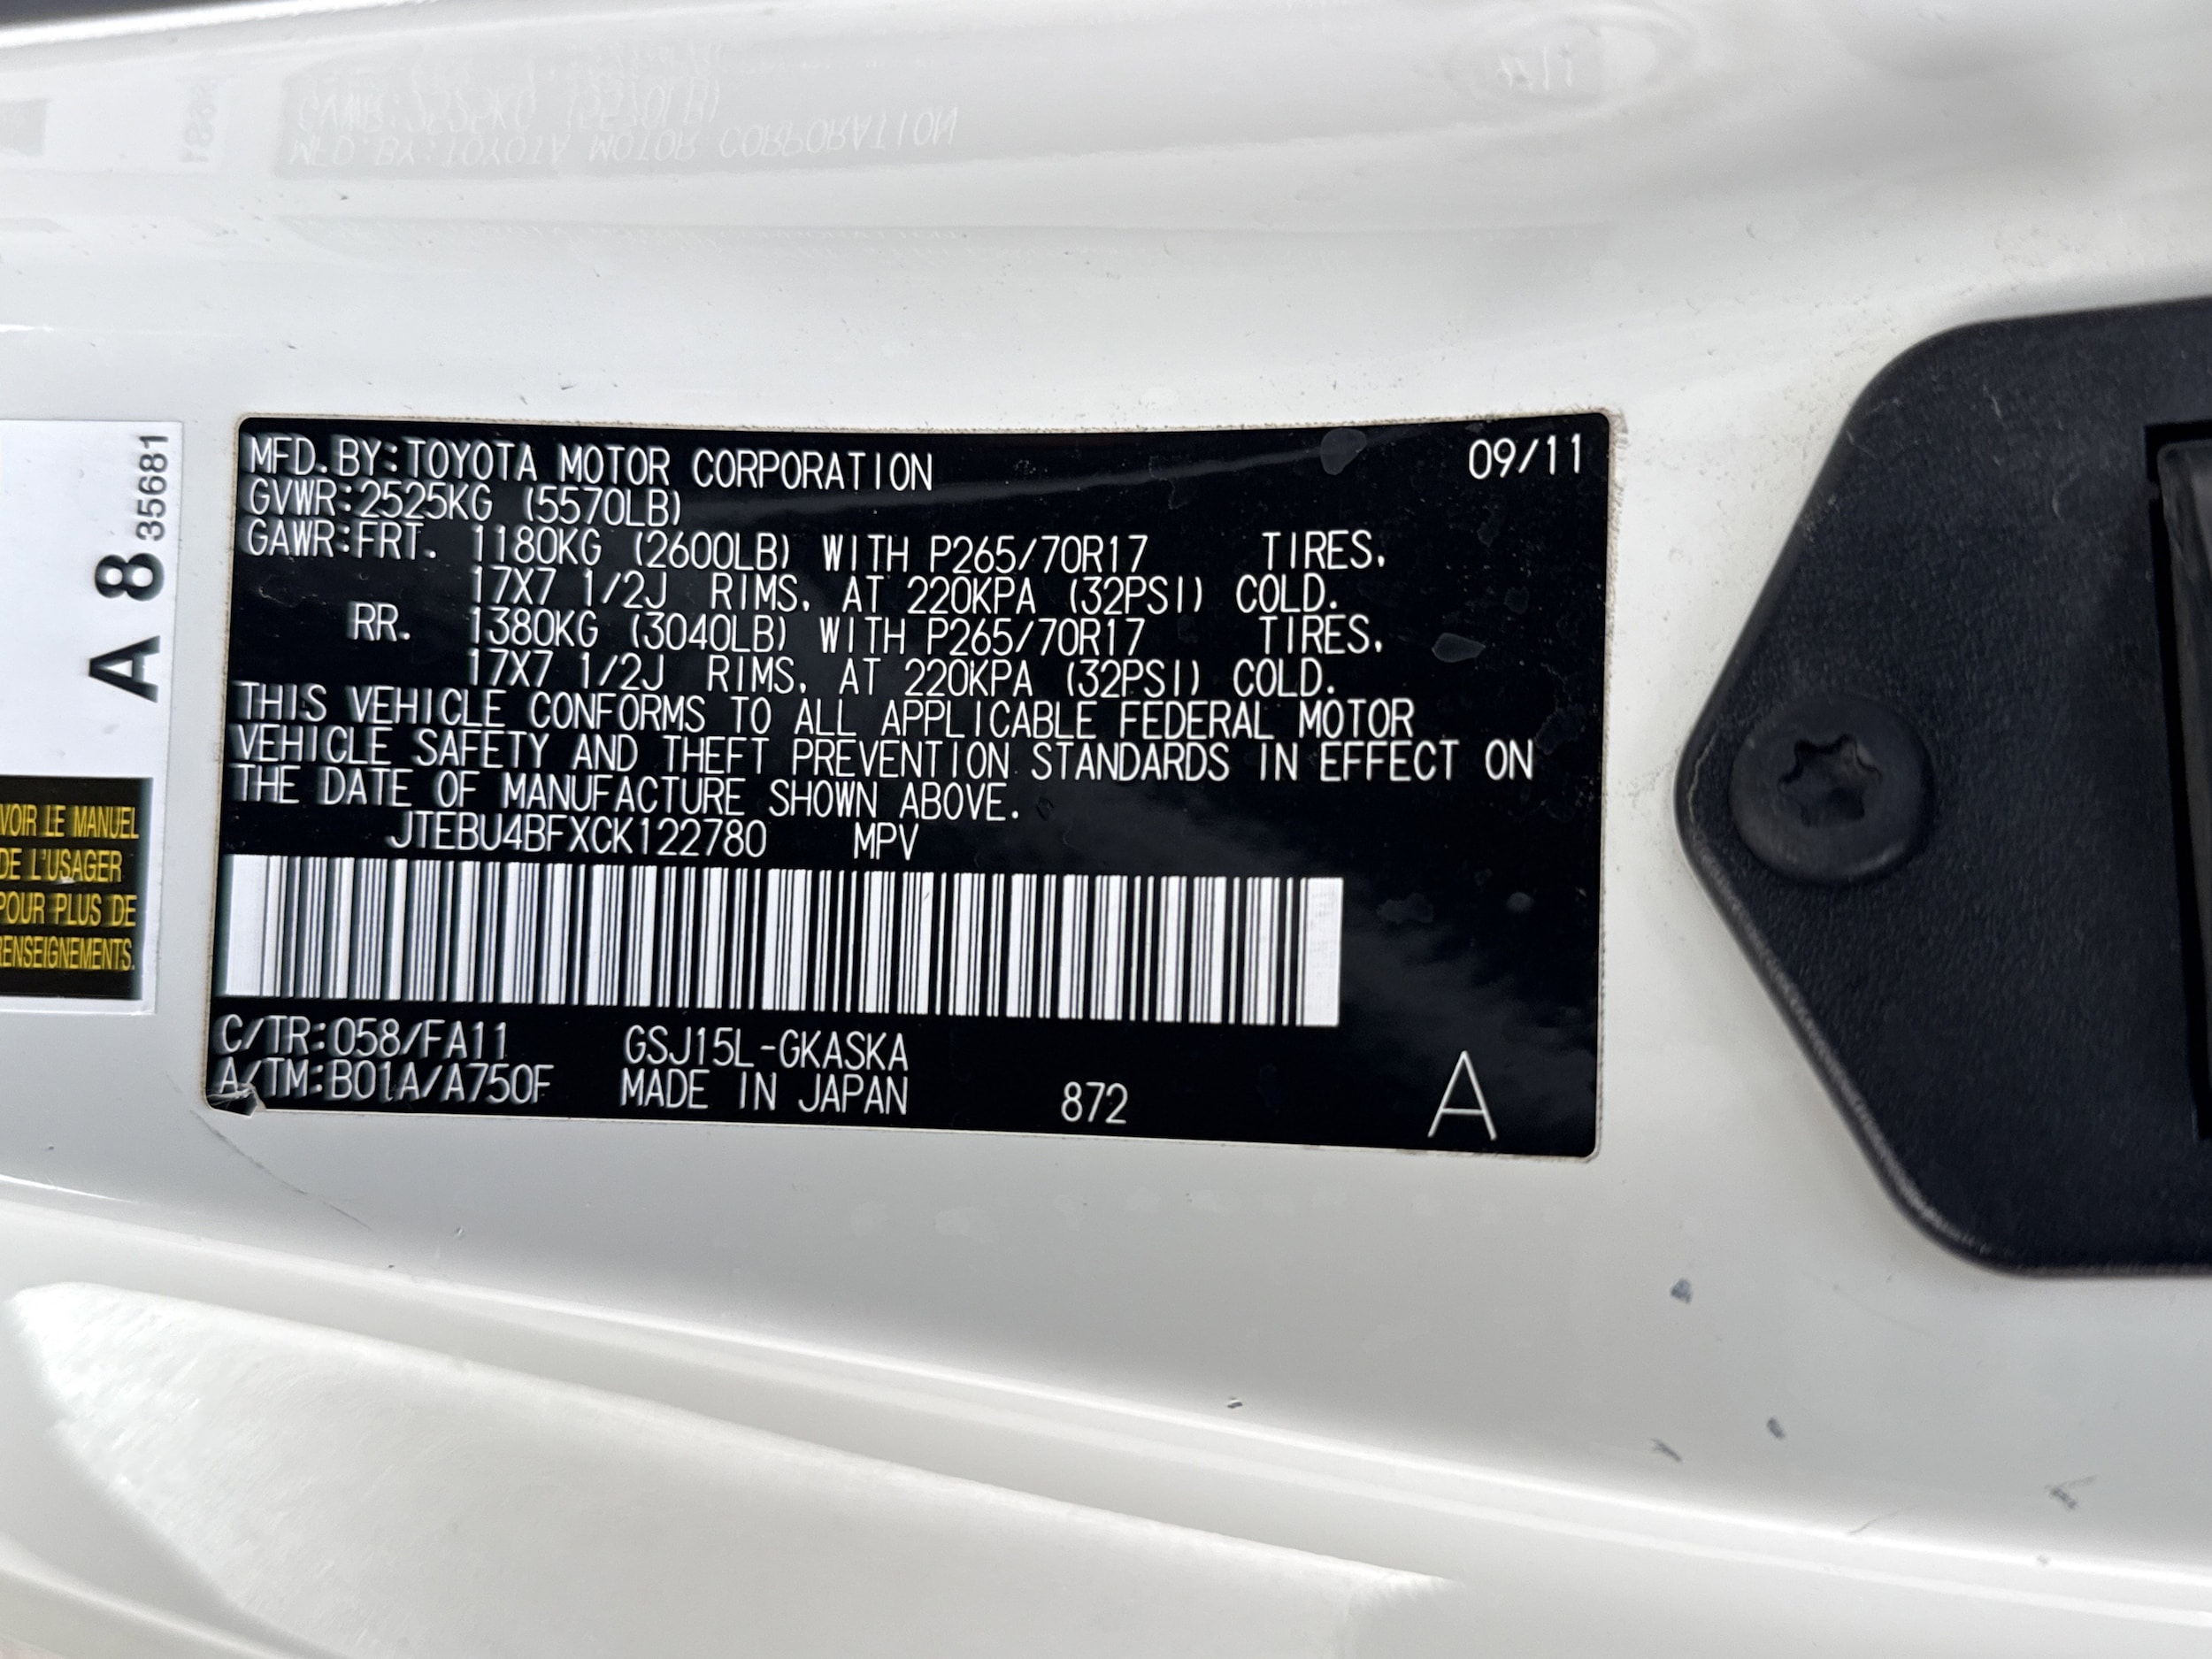 MFD.BY:TOYOTA MOTOR CORPORATION 09/11
GVWR:2525KG (5570LB)
GAWR:FRT. 1180KG (2600LB) WITH P265/70R17 TIRES,
17X7 1/2J RIMS, AT 220KPA (32PSI) COLD.
RR. 1380KG (3040LB) WITH P265/70R17 TIRES,
17X7 1/2J RIMS, AT 220KPA (32PSI) COLD.
THIS VEHICLE CONFORMS TO ALL APPLICABLE FEDERAL MOTOR
VEHICLE SAFETY AND THEFT PREVENTION STANDARDS IN EFFECT ON
THE DATE OF MANUFACTURE SHOWN ABOVE.
JTEBU4BFXCK122780 MPV
C/TR:058/FA11 GSJ15L-GKASKA
A/TM:B01A/A750F MADE IN JAPAN 872 A
A 8 35681
VOIR LE MANUEL
DE L'USAGER
POUR PLUS DE
RENSEIGNEMENTS.